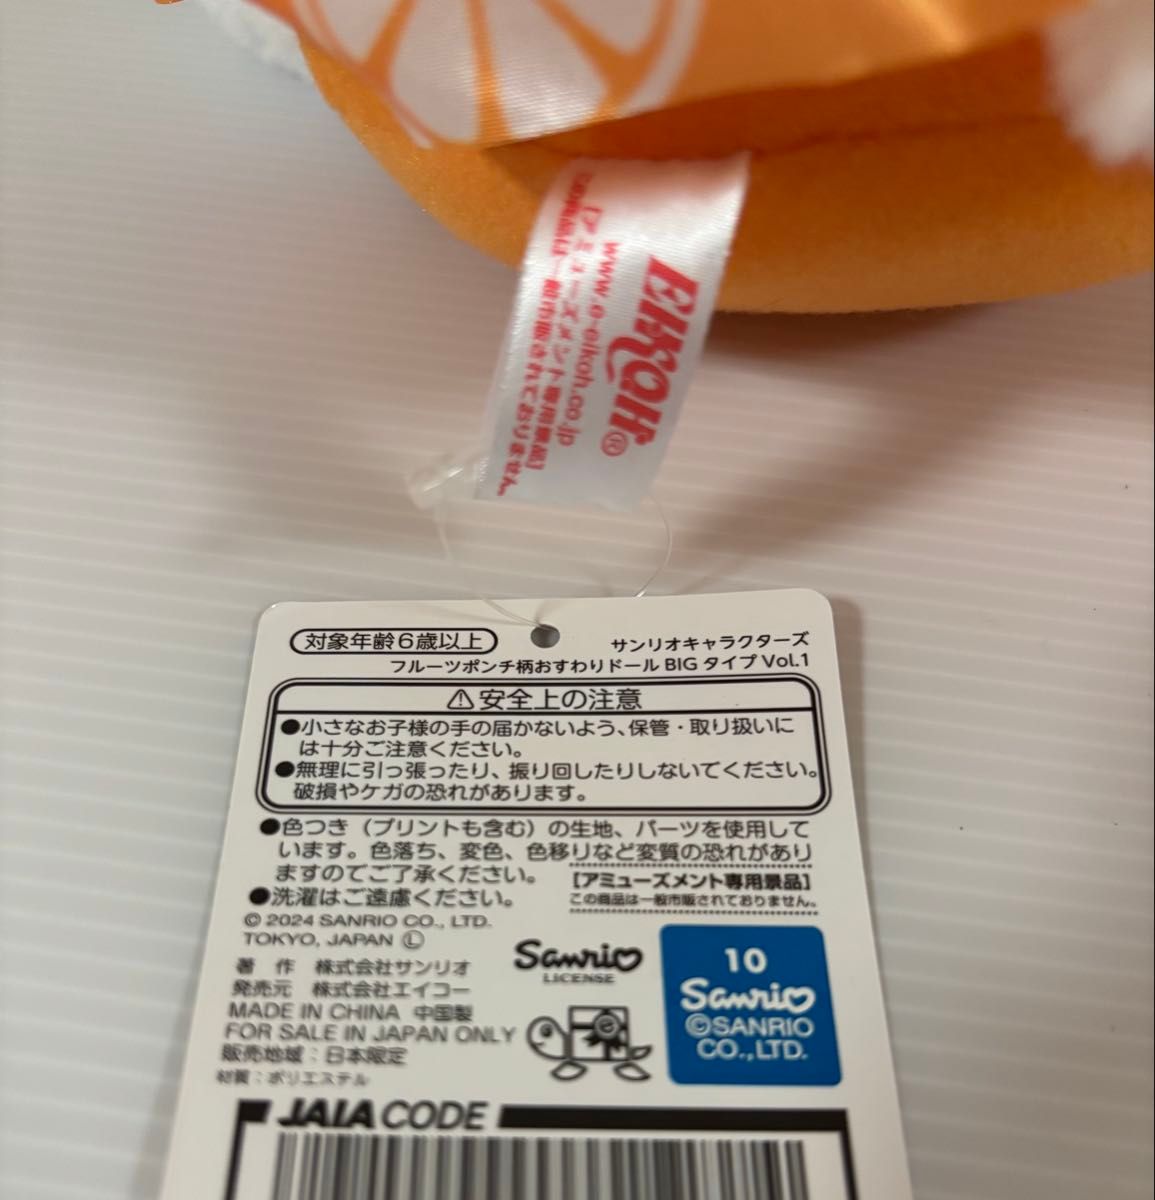 EIKOH®
www.e-eikoh.co.jp
[アミューズメント専用景品]
この商品は一般市販されておりません。
対象年齢6歳以上
サンリオキャラクターズ
フルーツポンチ柄おすわりドール BIG タイプ Vol.1
⚠安全上の注意
●小さなお子様の手の届かないよう、保管・取り扱いに
は十分ご注意ください。
●無理に引っ張ったり、振り回したりしないでください。
破損やケガの恐れがあります。
●色つき（プリントも含む）の生地、パーツを使用して
います。色落ち、変色、色移りなど変質の恐れがあり
ますのでご了承ください。
●洗濯はご遠慮ください。
[アミューズメント専用景品]
この商品は一般市販されておりません。
© 2024 SANRIO CO., LTD.
TOKYO, JAPAN Ⓛ
著 作 株式会社サンリオ
発売元 株式会社エイコー
MADE IN CHINA 中国製
FOR SALE IN JAPAN ONLY
販売地域：日本限定
材質：ポリエステル
Sanrio
LICENSE
10
Sanrio
©SANRIO
CO.,LTD.
JAIA CODE